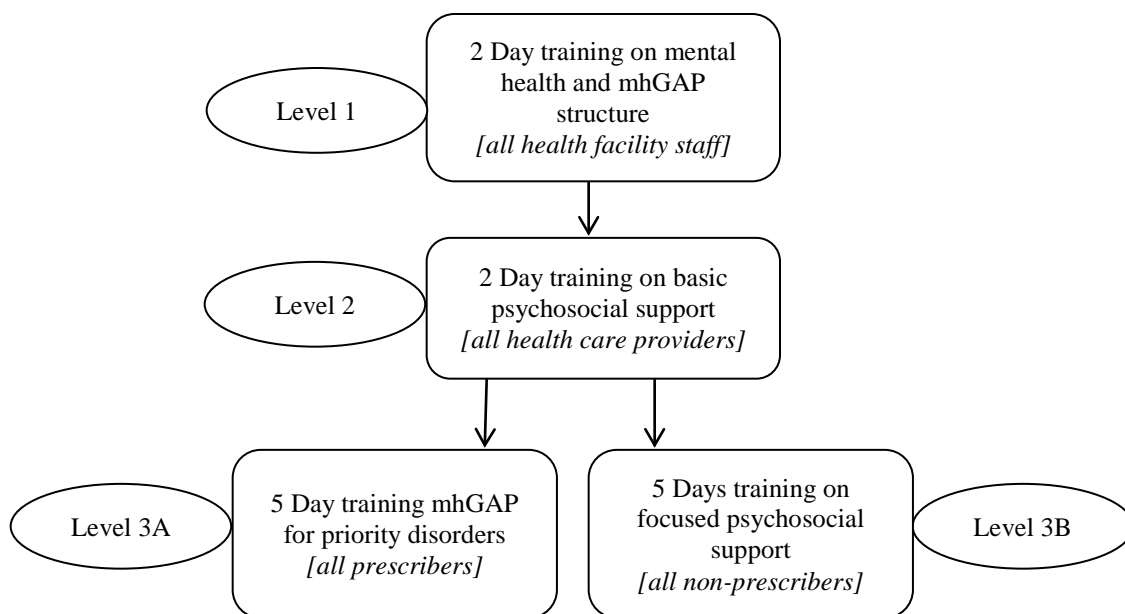 Level 1
2 Day training on mental
health and mhGAP
structure
[all health facility staff]
Level 2
2 Day training on basic
psychosocial support
[all health care providers]
Level 3A
5 Day training mhGAP
for priority disorders
[all prescribers]
5 Days training on
focused psychosocial
support
[all non-prescribers]
Level 3B